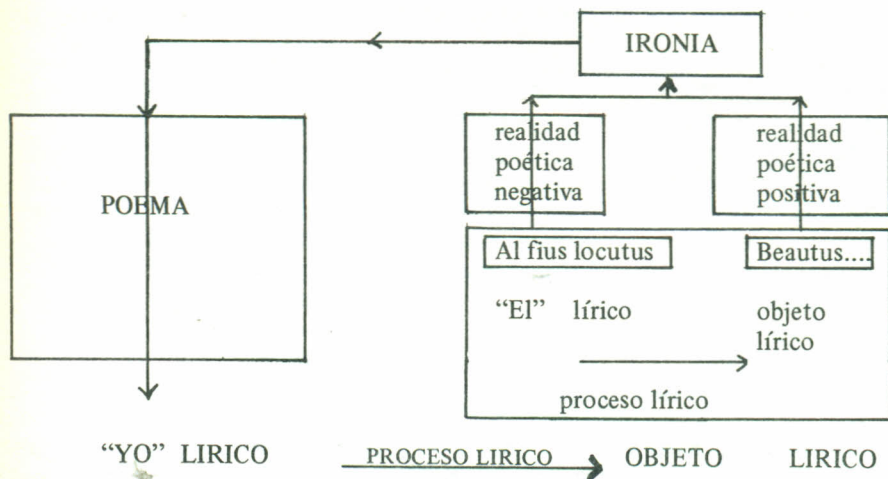 IRONIA
realidad
poética
negativa
realidad
poética
positiva
POEMA
Al fius locutus
Beautus....
“El” lírico
objeto
lírico
proceso lírico
“YO” LIRICO
PROCESO LIRICO
OBJETO LIRICO